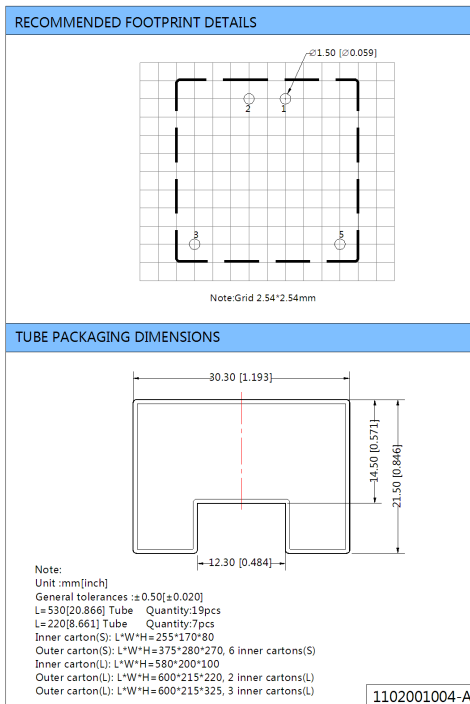 RECOMMENDED FOOTPRINT DETAILS
Ø1.50 [Ø0.059]
2 1
3 5
Note:Grid 2.54*2.54mm
TUBE PACKAGING DIMENSIONS
30.30 [1.193]
14.50 [0.571]
21.50 [0.846]
12.30 [0.484]
Note:
Unit :mm[inch]
General tolerances :±0.50[±0.020]
L=530[20.866] Tube Quantity:19pcs
L=220[8.661] Tube Quantity:7pcs
Inner carton(S): L*W*H=255*170*80
Outer carton(S): L*W*H=375*280*270, 6 inner cartons(S)
Inner carton(L): L*W*H=580*200*100
Outer carton(L): L*W*H=600*215*220, 2 inner cartons(L)
Outer carton(L): L*W*H=600*215*325, 3 inner cartons(L)
1102001004-A